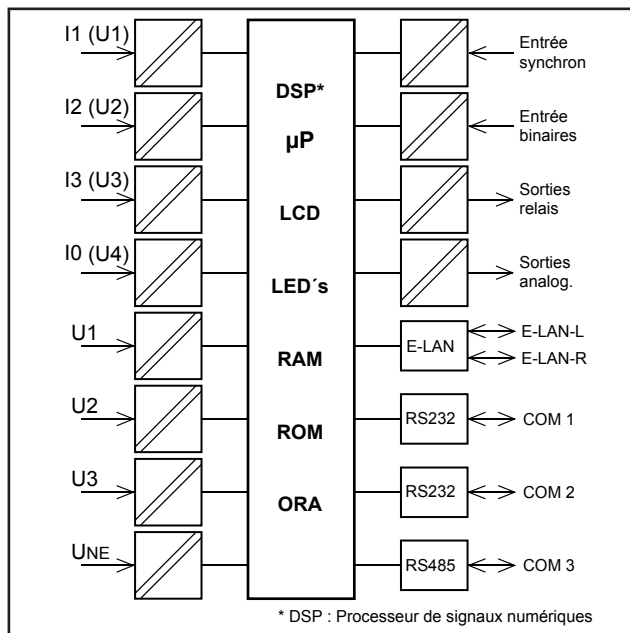 I1 (U1)
I2 (U2)
I3 (U3)
I0 (U4)
U1
U2
U3
UNE
DSP*
µP
LCD
LED´s
RAM
ROM
ORA
Entrée
synchron
Entrée
binaires
Sorties
relais
Sorties
analog.
E-LAN
E-LAN-L
E-LAN-R
RS232
COM 1
RS232
COM 2
RS485
COM 3
* DSP : Processeur de signaux numériques